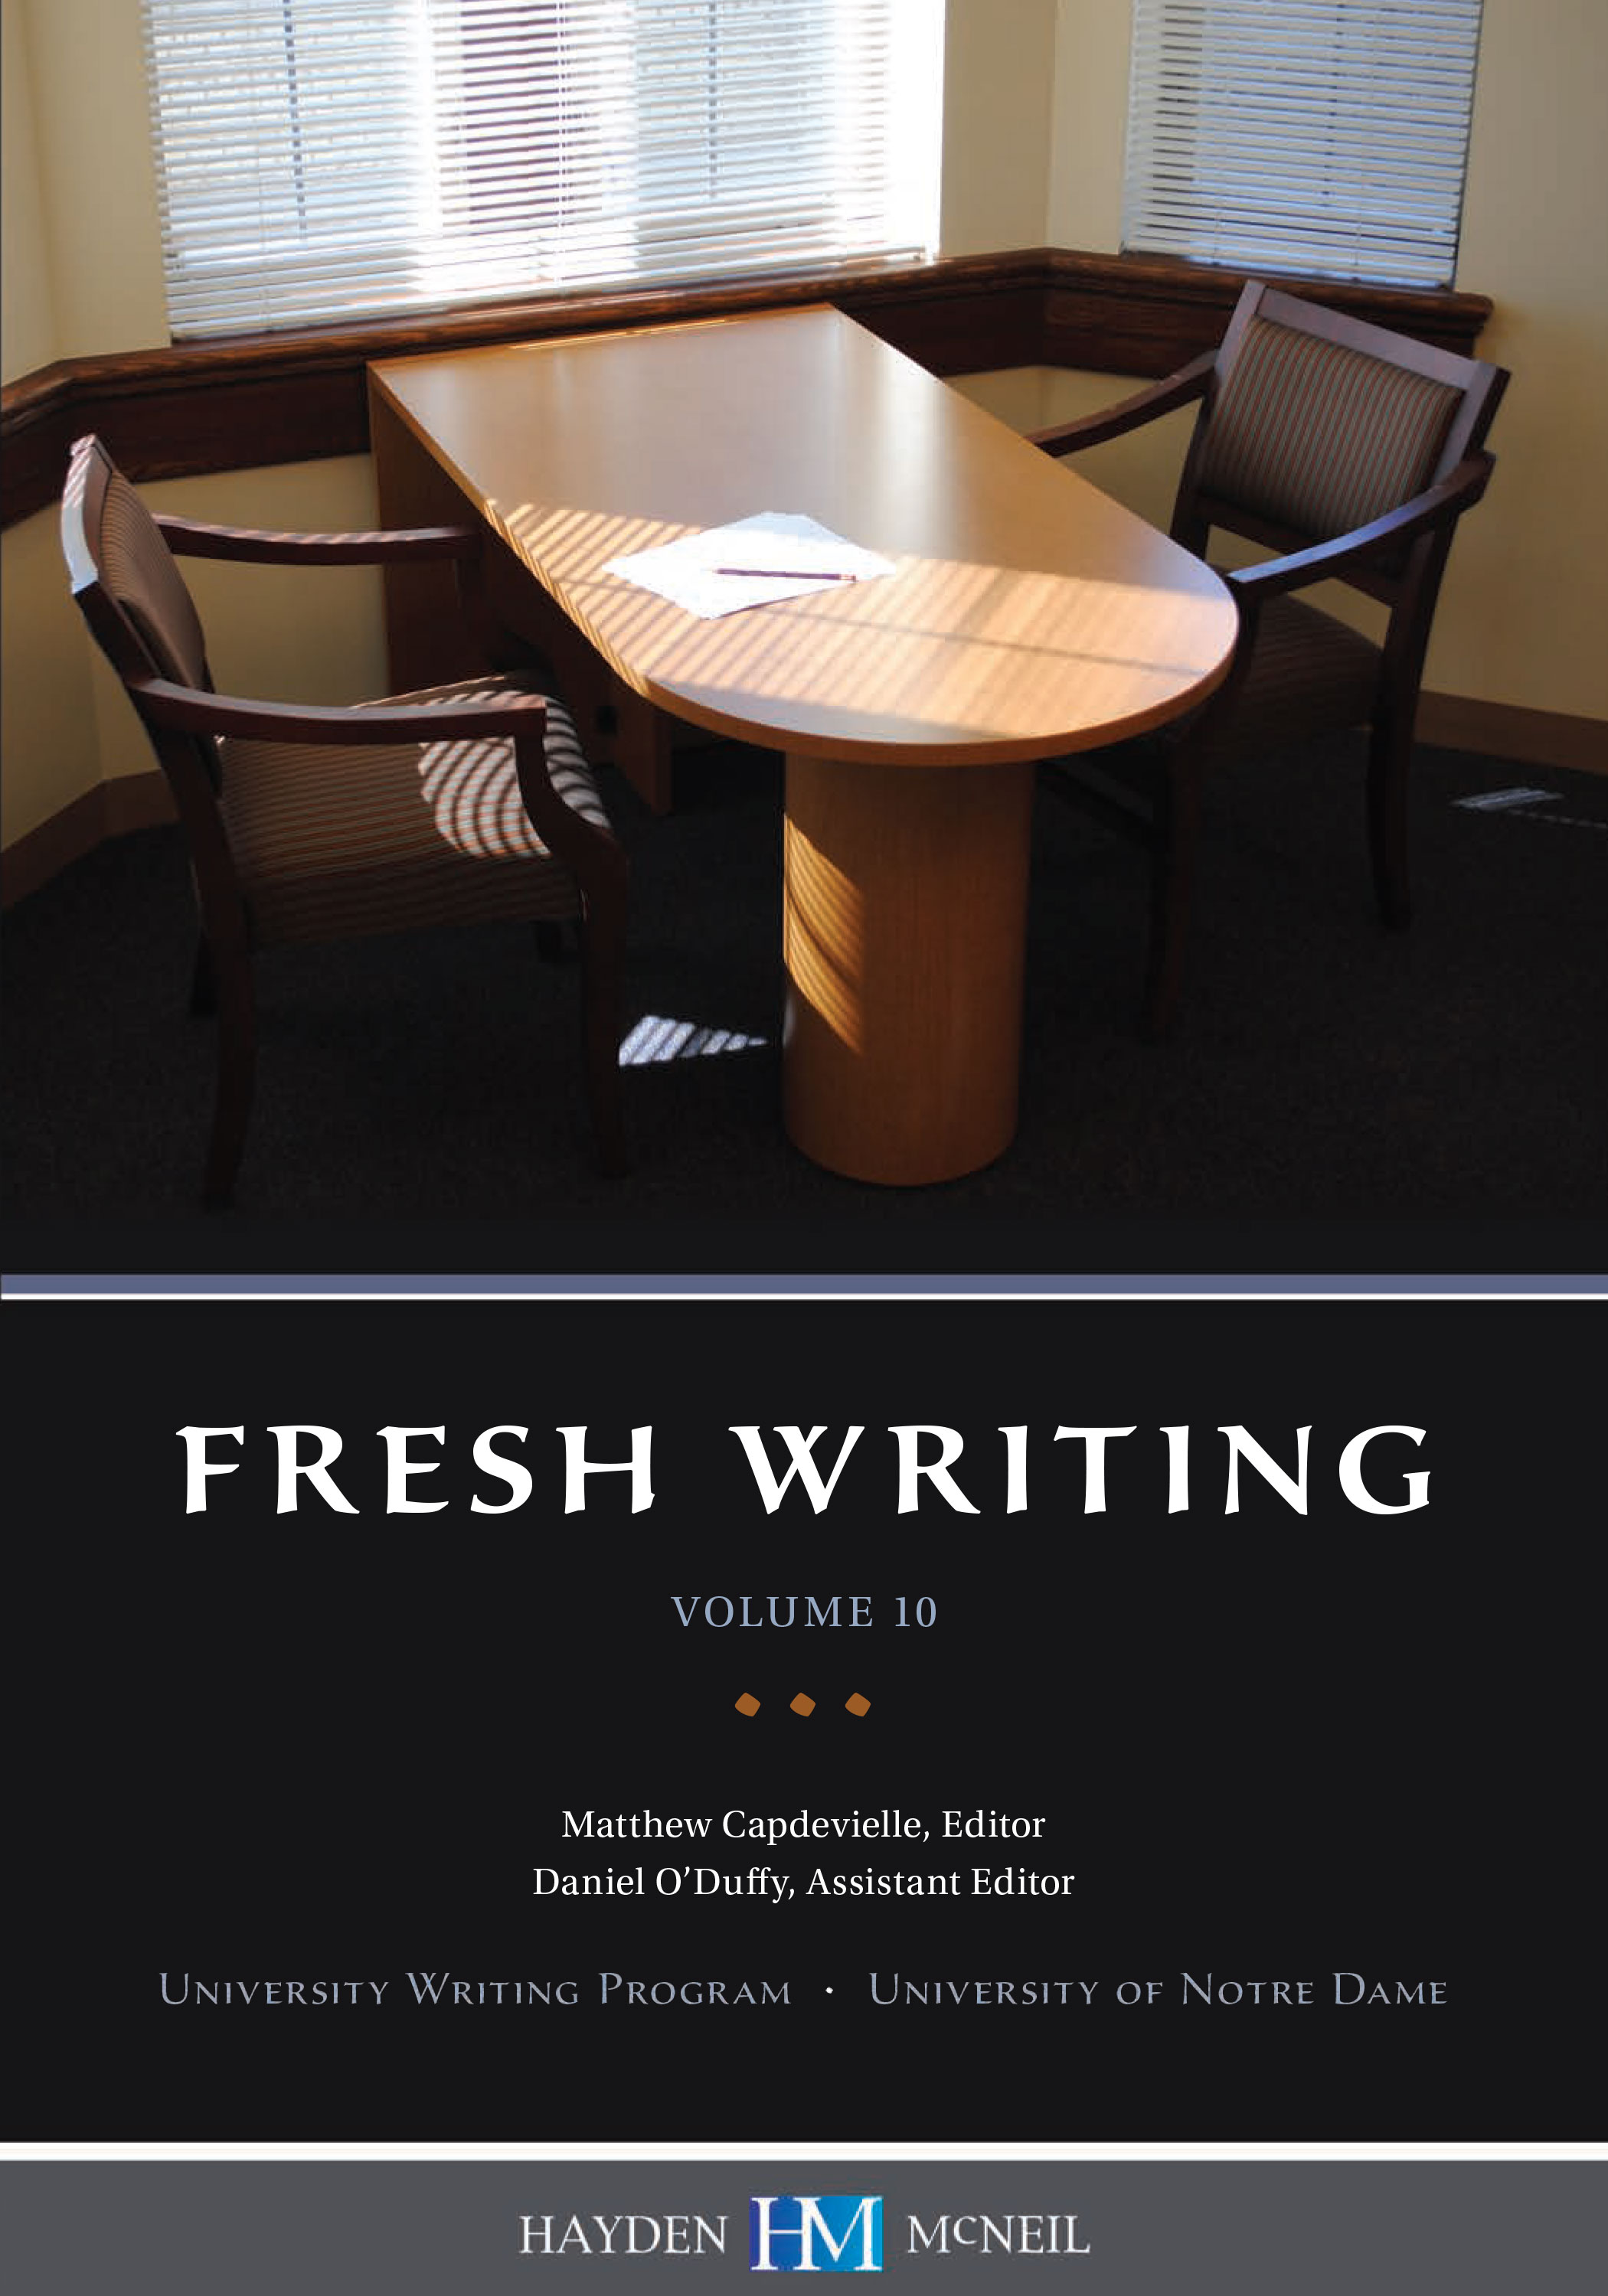 FRESH WRITING
VOLUME 10
Matthew Capdevielle, Editor
Daniel O’Duffy, Assistant Editor
University Writing Program · University of Notre Dame
HAYDEN HM McNEIL